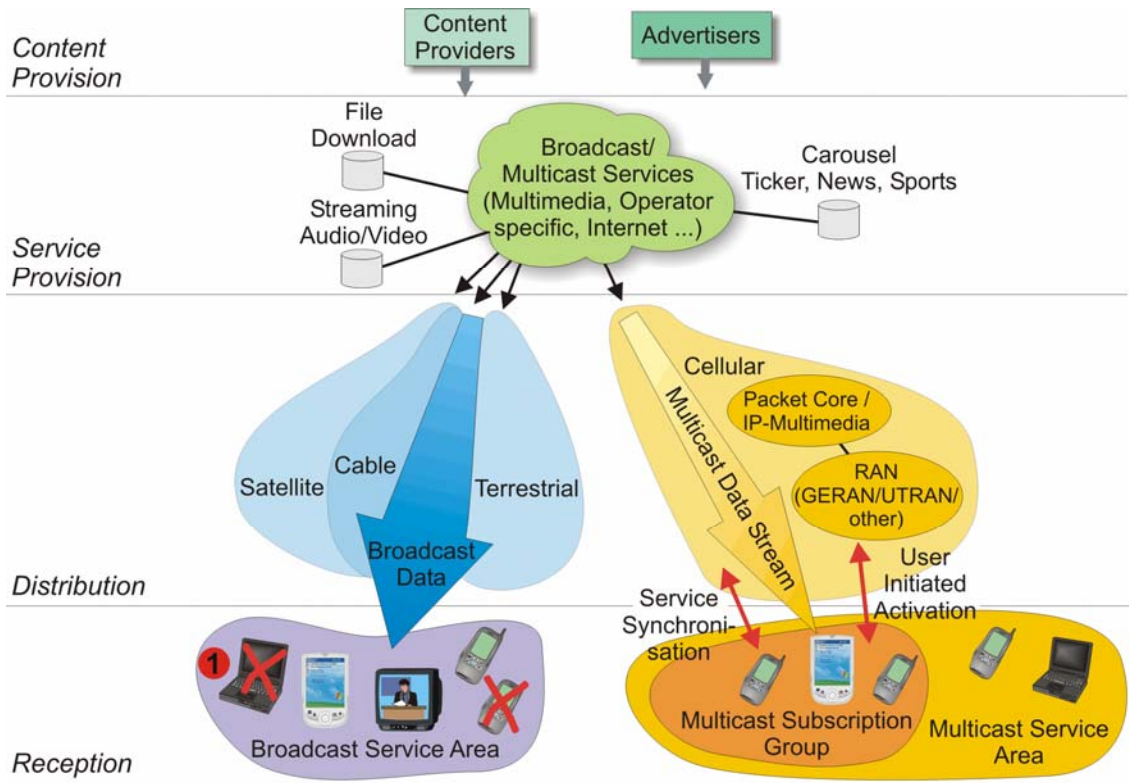 Content
Provision
Content
Providers
Advertisers
File
Download
Streaming
Audio/Video
Broadcast/
Multicast Services
(Multimedia, Operator
specific, Internet ...)
Carousel
Ticker, News, Sports
Service
Provision
Satellite
Cable
Terrestrial
Broadcast
Data
Cellular
Multicast Data Stream
Packet Core /
IP-Multimedia
RAN
(GERAN/UTRAN/
other)
Distribution
Service
Synchroni-
sation
User
Initiated
Activation
1
Broadcast Service Area
Multicast Subscription
Group
Multicast Service
Area
Reception